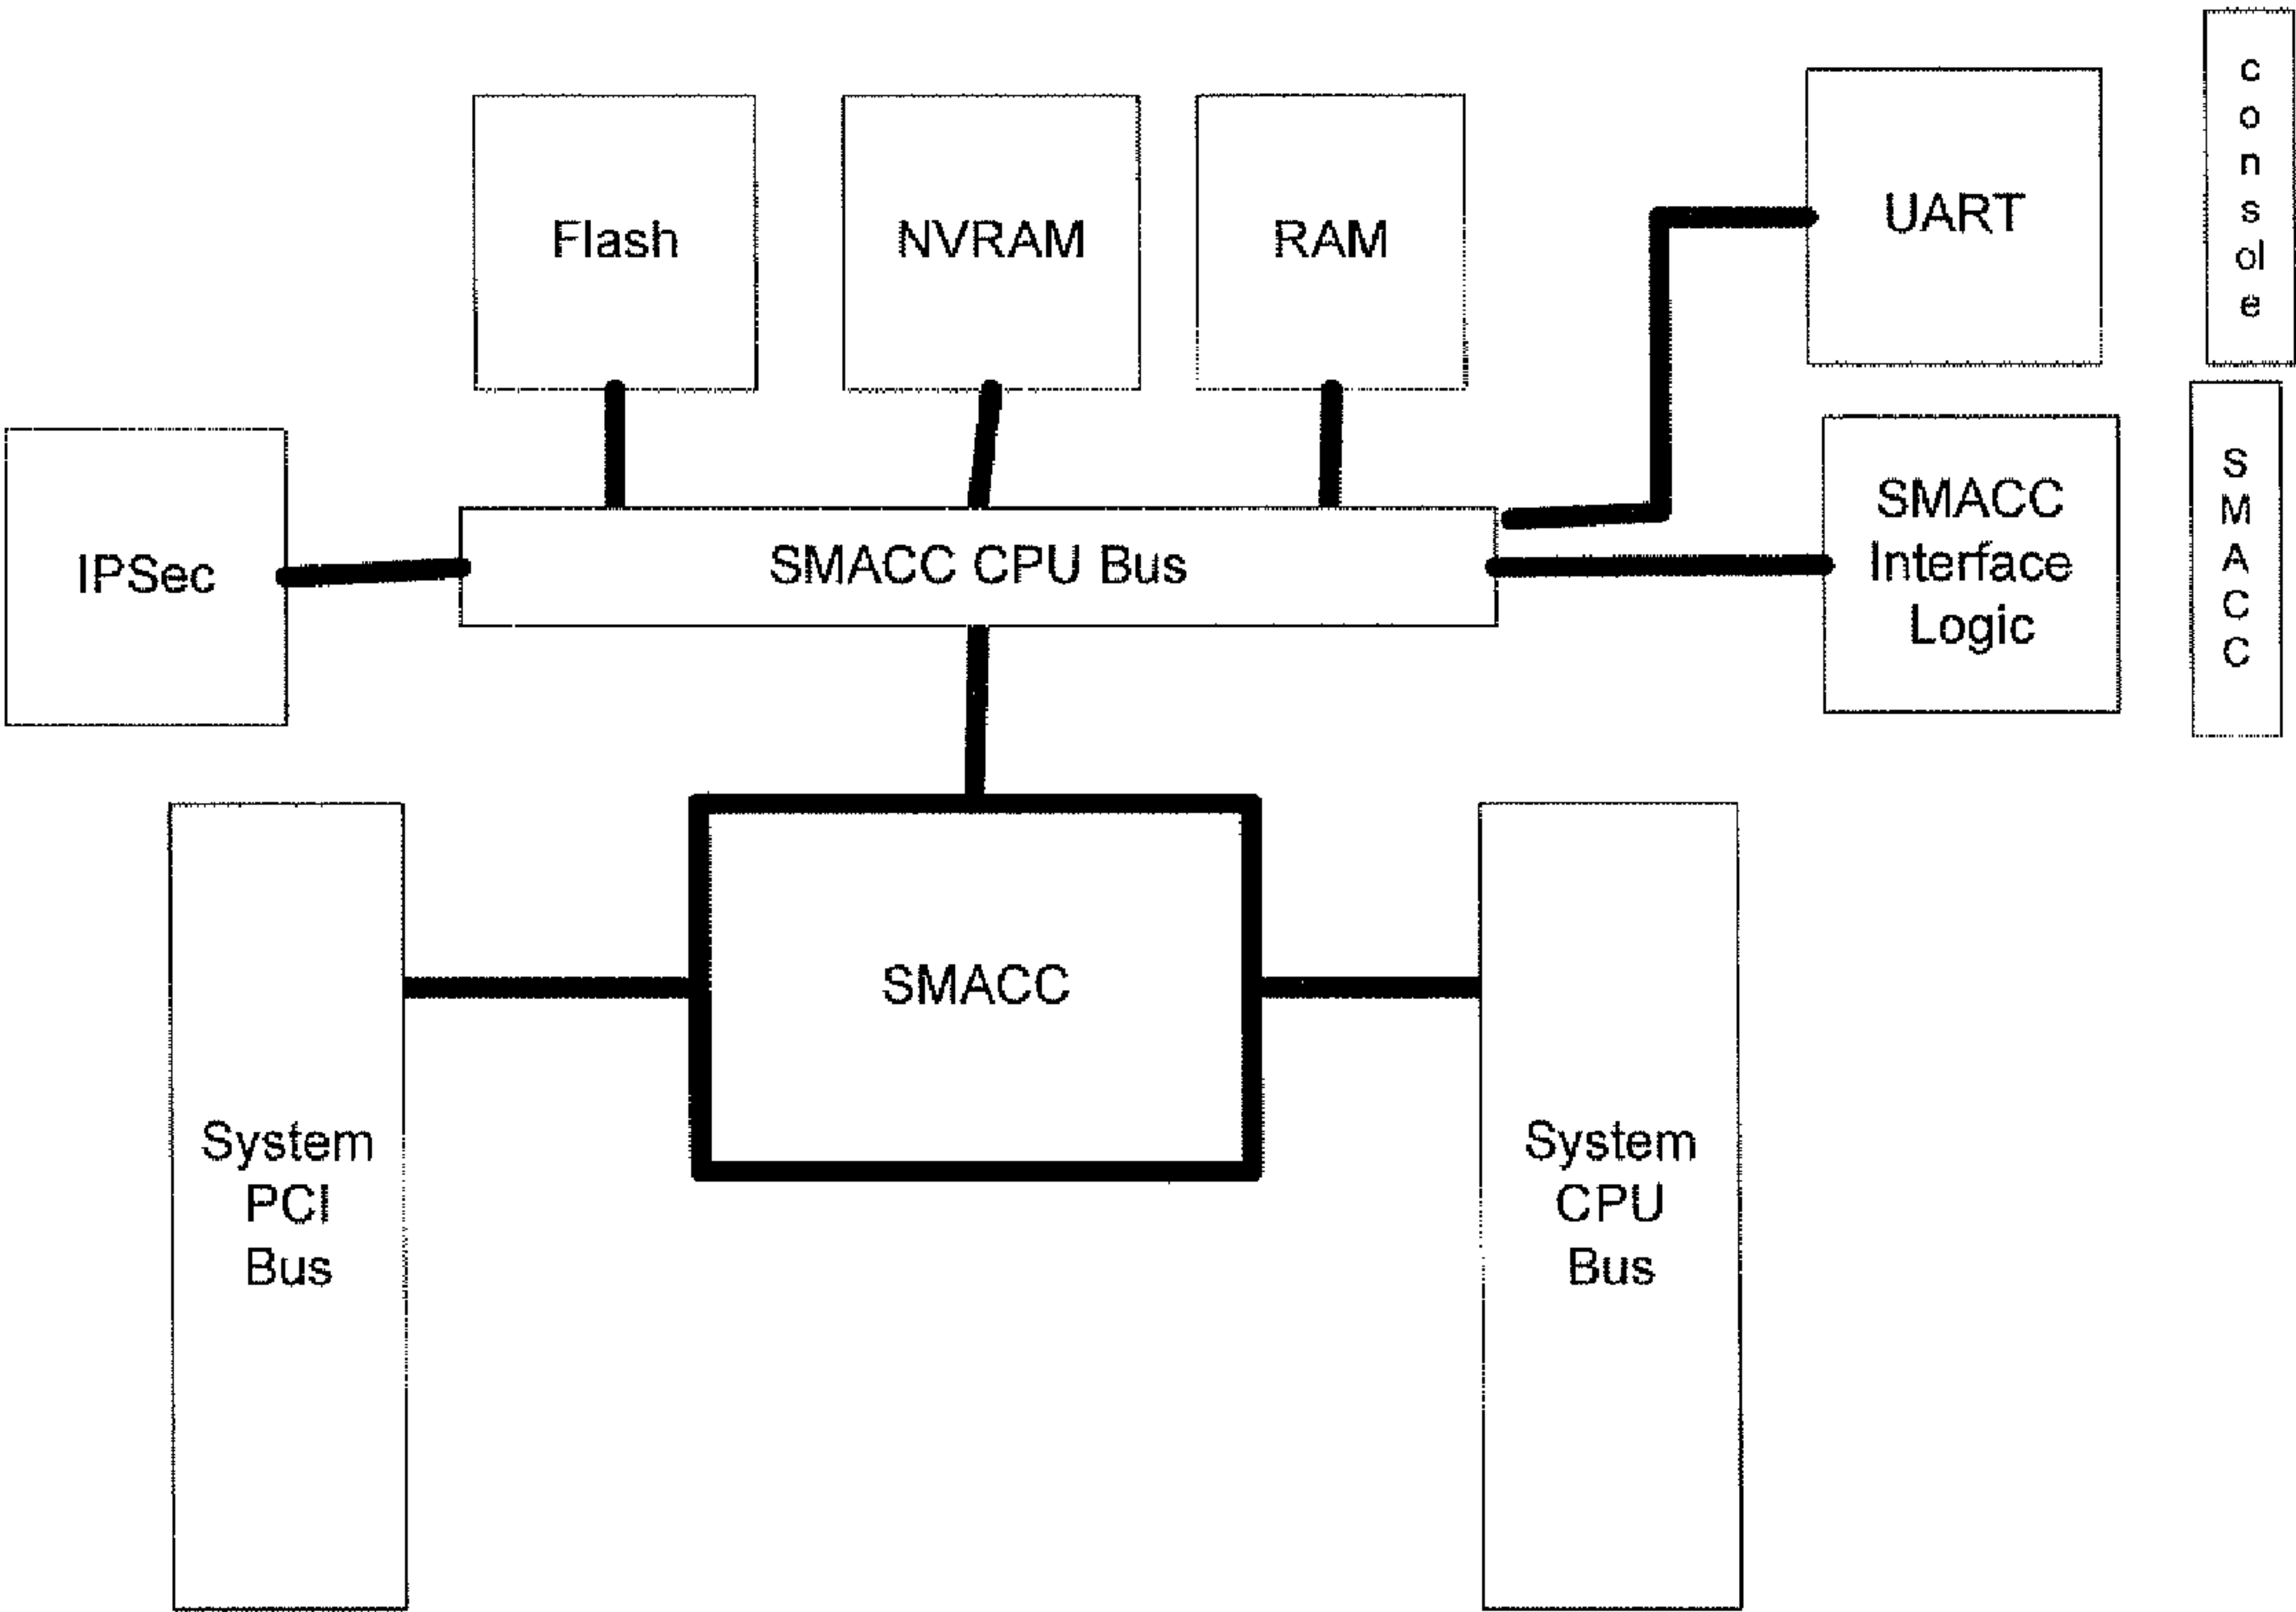 Flash
NVRAM
RAM
UART
c
o
n
s
ol
e
IPSec
SMACC CPU Bus
SMACC
Interface
Logic
S
M
A
C
C
SMACC
System
PCI
Bus
System
CPU
Bus